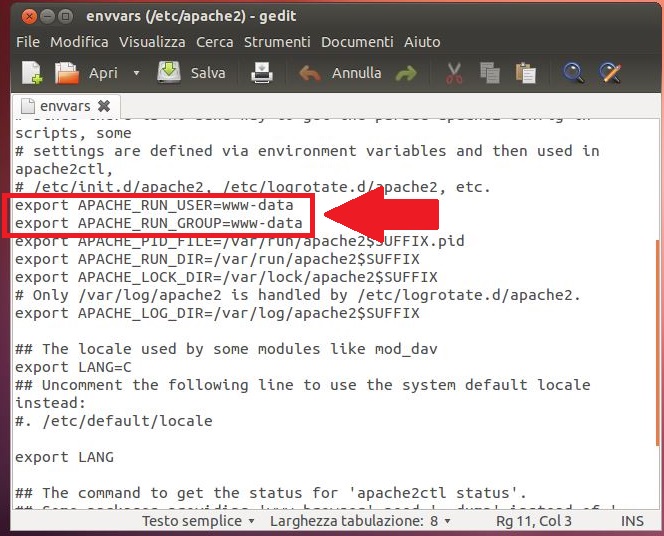 envvars (/etc/apache2) - gedit
File Modifica Visualizza Cerca Strumenti Documenti Aiuto
Apri Salva Annulla
envvars
scripts, some
# settings are defined via environment variables and then used in
apache2ctl,
# /etc/init.d/apache2, /etc/logrotate.d/apache2, etc.
export APACHE_RUN_USER=www-data
export APACHE_RUN_GROUP=www-data
export APACHE_PID_FILE=/var/run/apache2$SUFFIX.pid
export APACHE_RUN_DIR=/var/run/apache2$SUFFIX
export APACHE_LOCK_DIR=/var/lock/apache2$SUFFIX
# Only /var/log/apache2 is handled by /etc/logrotate.d/apache2.
export APACHE_LOG_DIR=/var/log/apache2$SUFFIX
## The locale used by some modules like mod_dav
export LANG=C
## Uncomment the following line to use the system default locale
instead:
#. /etc/default/locale
export LANG
## The command to get the status for 'apache2ctl status'.
Testo semplice Larghezza tabulazione: 8 Rg 11, Col 3 INS